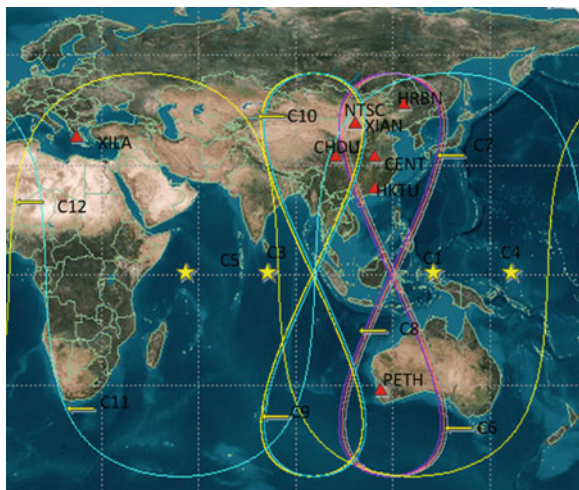 HRBN
C10
NTSC
XIAN
XILA
CHDU
CENT
C7
HKTU
C12
C5
C3
C1
C4
C8
PETH
C11
C9
C6